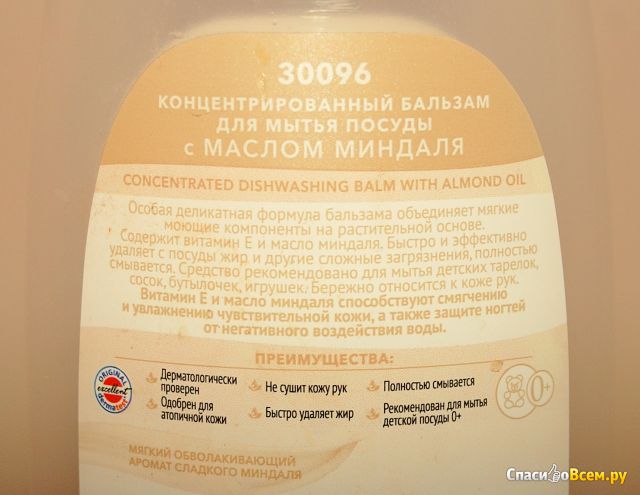 30096
КОНЦЕНТРИРОВАННЫЙ БАЛЬЗАМ
ДЛЯ МЫТЬЯ ПОСУДЫ
с МАСЛОМ МИНДАЛЯ
CONCENTRATED DISHWASHING BALM WITH ALMOND OIL
Особая деликатная формула бальзама объединяет мягкие
моющие компоненты на растительной основе.
Содержит витамин Е и масло миндаля. Быстро и эффективно
удаляет с посуды жир и другие сложные загрязнения, полностью
смывается. Средство рекомендовано для мытья детских тарелок,
сосок, бутылочек, игрушек. Бережно относится к коже рук.
Витамин Е и масло миндаля способствуют смягчению
и увлажнению чувствительной кожи, а также защите ногтей
от негативного воздействия воды.
ПРЕИМУЩЕСТВА:
ORIGINAL
excellent
dermatest
Дерматологически
проверен
Одобрен для
атопичной кожи
Не сушит кожу рук
Быстро удаляет жир
Полностью смывается
Рекомендован для мытья
детской посуды 0+
0+
МЯГКИЙ ОБВОЛАКИВАЮЩИЙ
АРОМАТ СЛАДКОГО МИНДАЛЯ
СпасибоВсем.ру